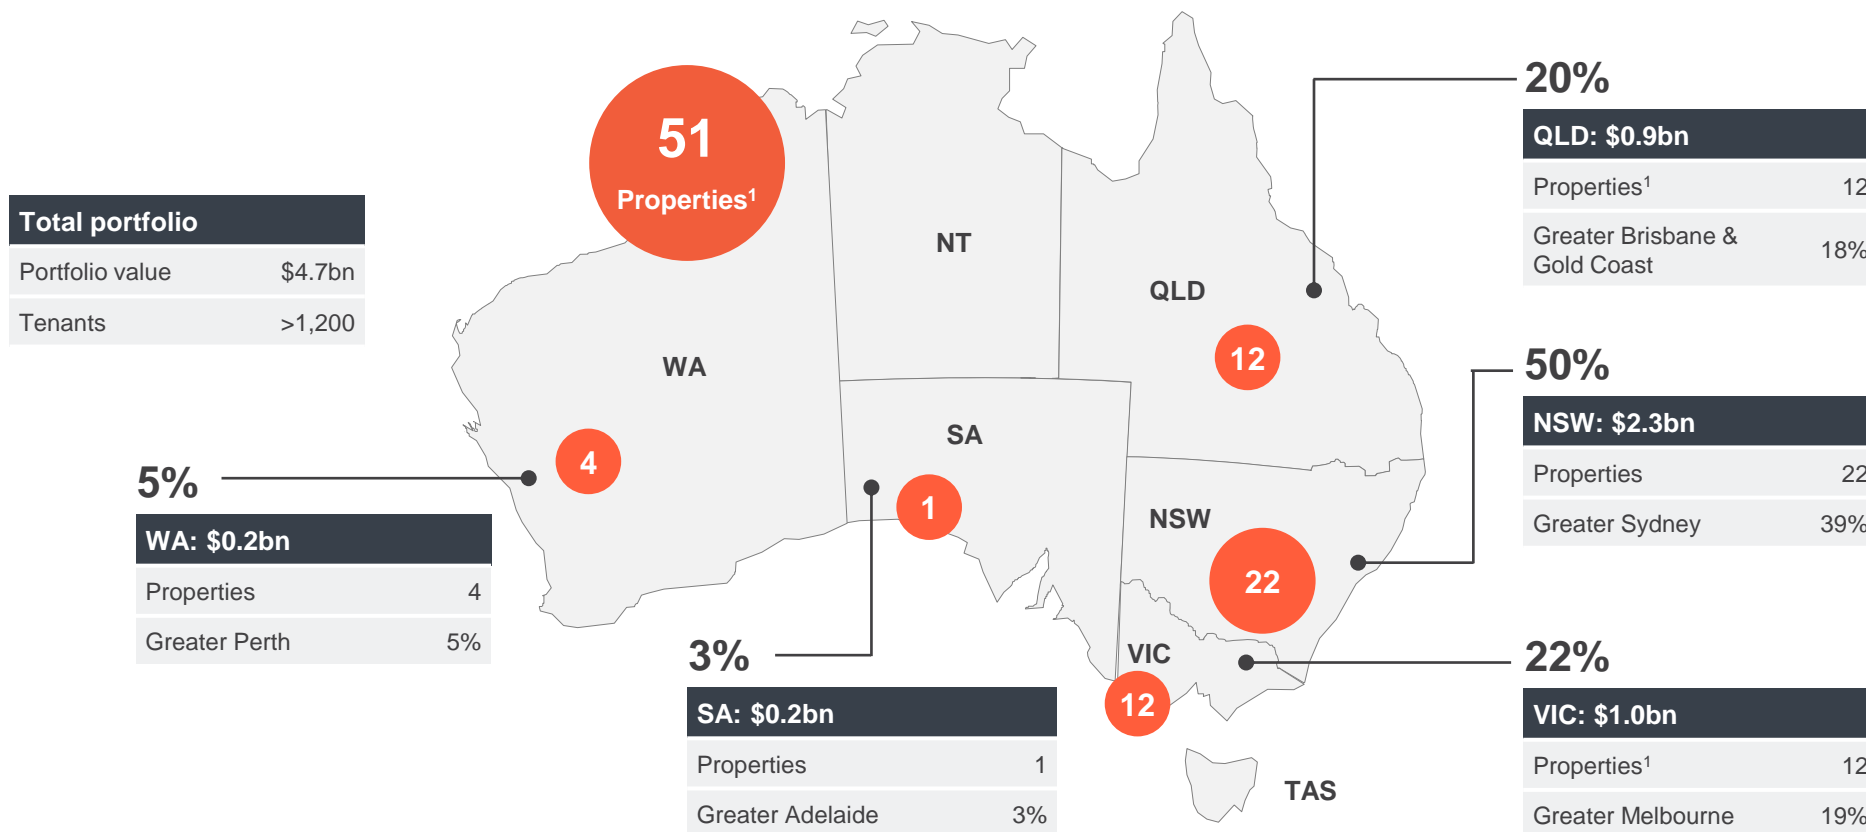 51
Properties¹
Total portfolio
Portfolio value $4.7bn
Tenants >1,200
NT
QLD
12
WA
4
SA
1
NSW
22
VIC
12
TAS
20%
QLD: $0.9bn
Properties¹ 12
Greater Brisbane &
Gold Coast 18%
50%
NSW: $2.3bn
Properties 22
Greater Sydney 39%
5%
WA: $0.2bn
Properties 4
Greater Perth 5%
3%
SA: $0.2bn
Properties 1
Greater Adelaide 3%
22%
VIC: $1.0bn
Properties¹ 12
Greater Melbourne 19%